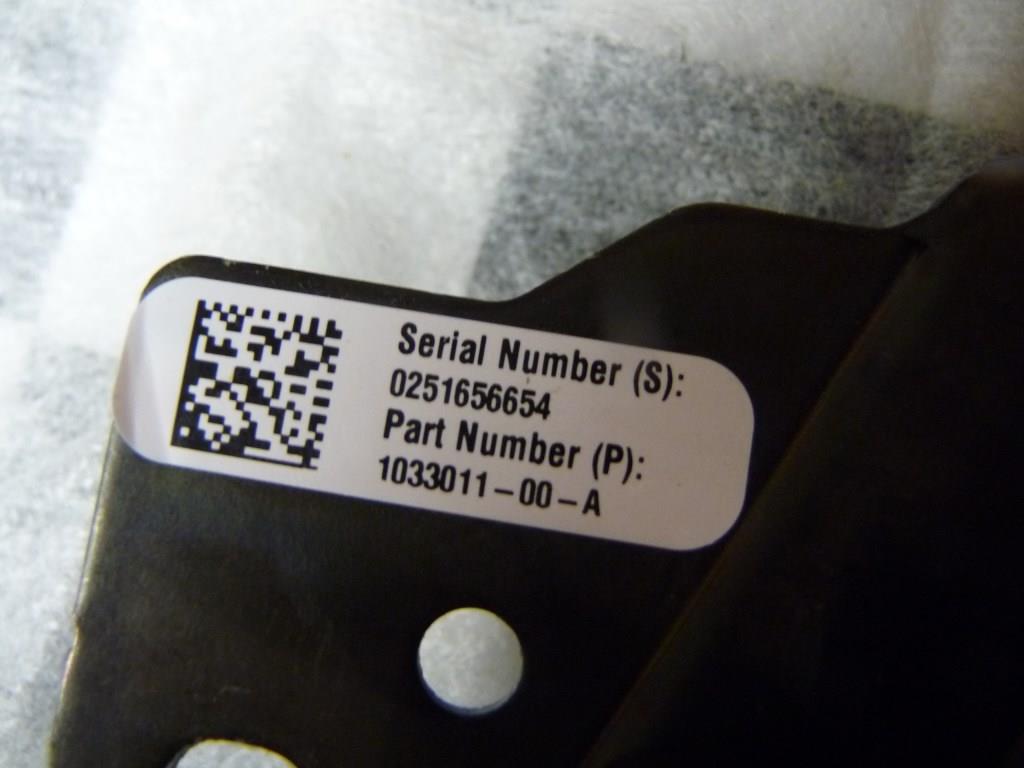 Serial Number (S):
0251656654
Part Number (P):
1033011-00-A